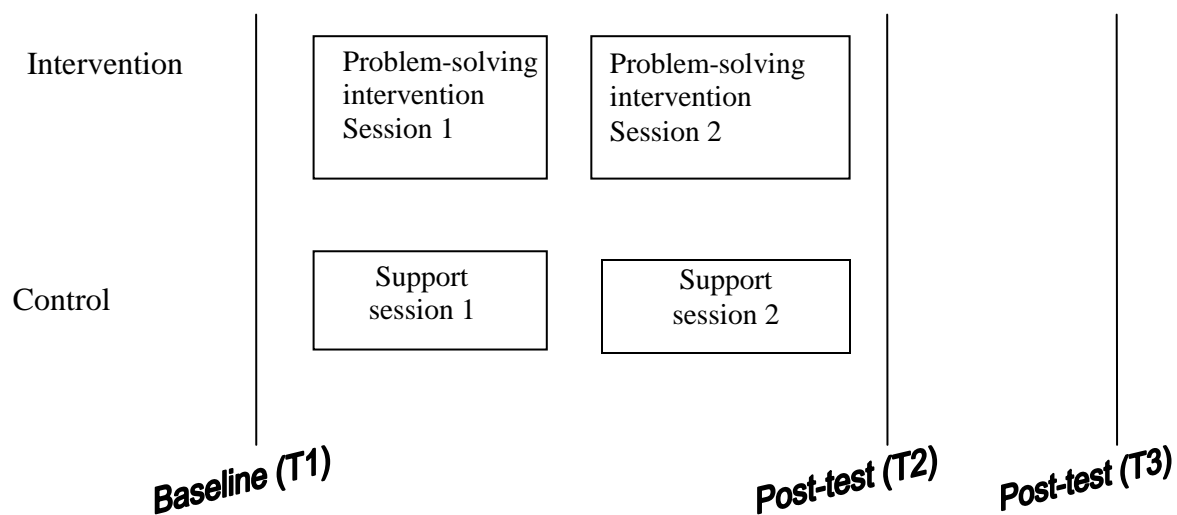 Intervention
Problem-solving
intervention
Session 1
Problem-solving
intervention
Session 2
Control
Support
session 1
Support
session 2
Baseline (T1)
Post-test (T2)
Post-test (T3)